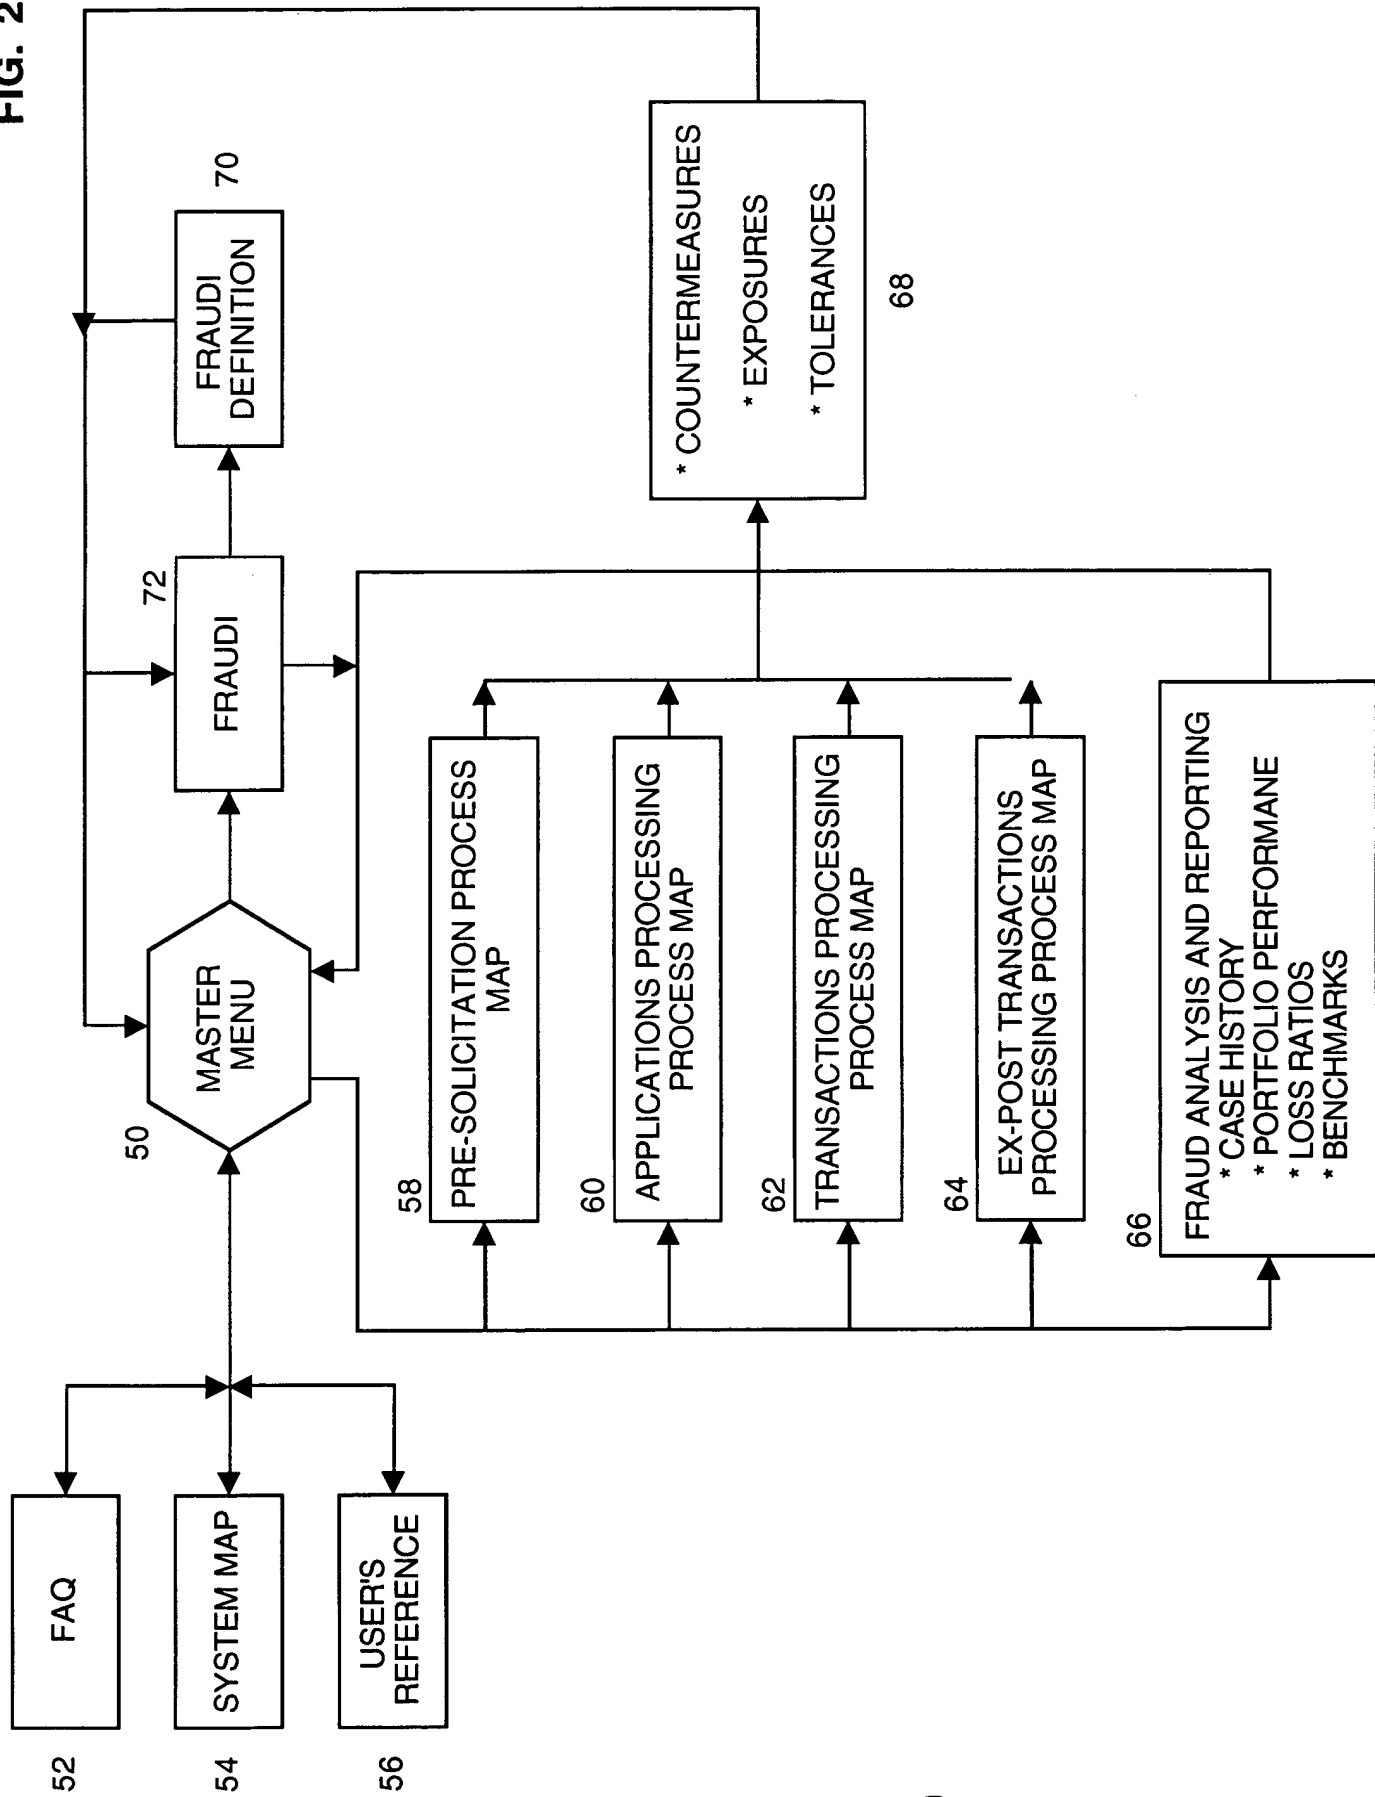 FIG. 2
52
FAQ
54
SYSTEM MAP
56
USER'S
REFERENCE
50
MASTER
MENU
72
FRAUDI
70
FRAUDI
DEFINITION
58
PRE-SOLICITATION PROCESS
MAP
60
APPLICATIONS PROCESSING
PROCESS MAP
62
TRANSACTIONS PROCESSING
PROCESS MAP
64
EX-POST TRANSACTIONS
PROCESSING PROCESS MAP
66
FRAUD ANALYSIS AND REPORTING
* CASE HISTORY
* PORTFOLIO PERFORMANE
* LOSS RATIOS
* BENCHMARKS
* COUNTERMEASURES
* EXPOSURES
* TOLERANCES
68